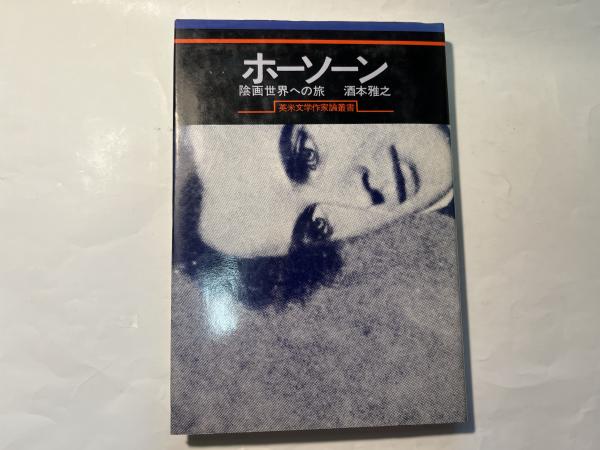 ホーソーン
陰画世界への旅 酒本雅之
英米文学作家論叢書